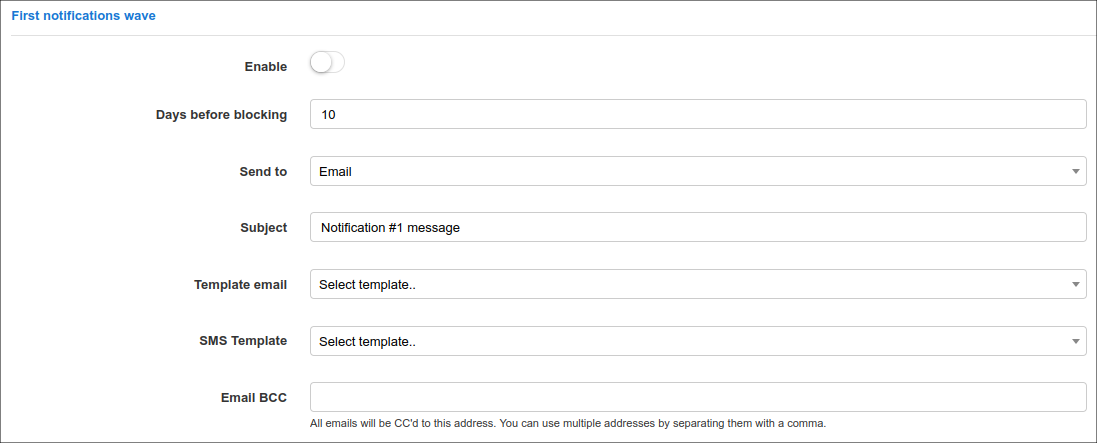 First notifications wave
Enable
Days before blocking 10
Send to Email
Subject Notification #1 message
Template email Select template..
SMS Template Select template..
Email BCC
All emails will be CC'd to this address. You can use multiple addresses by separating them with a comma.